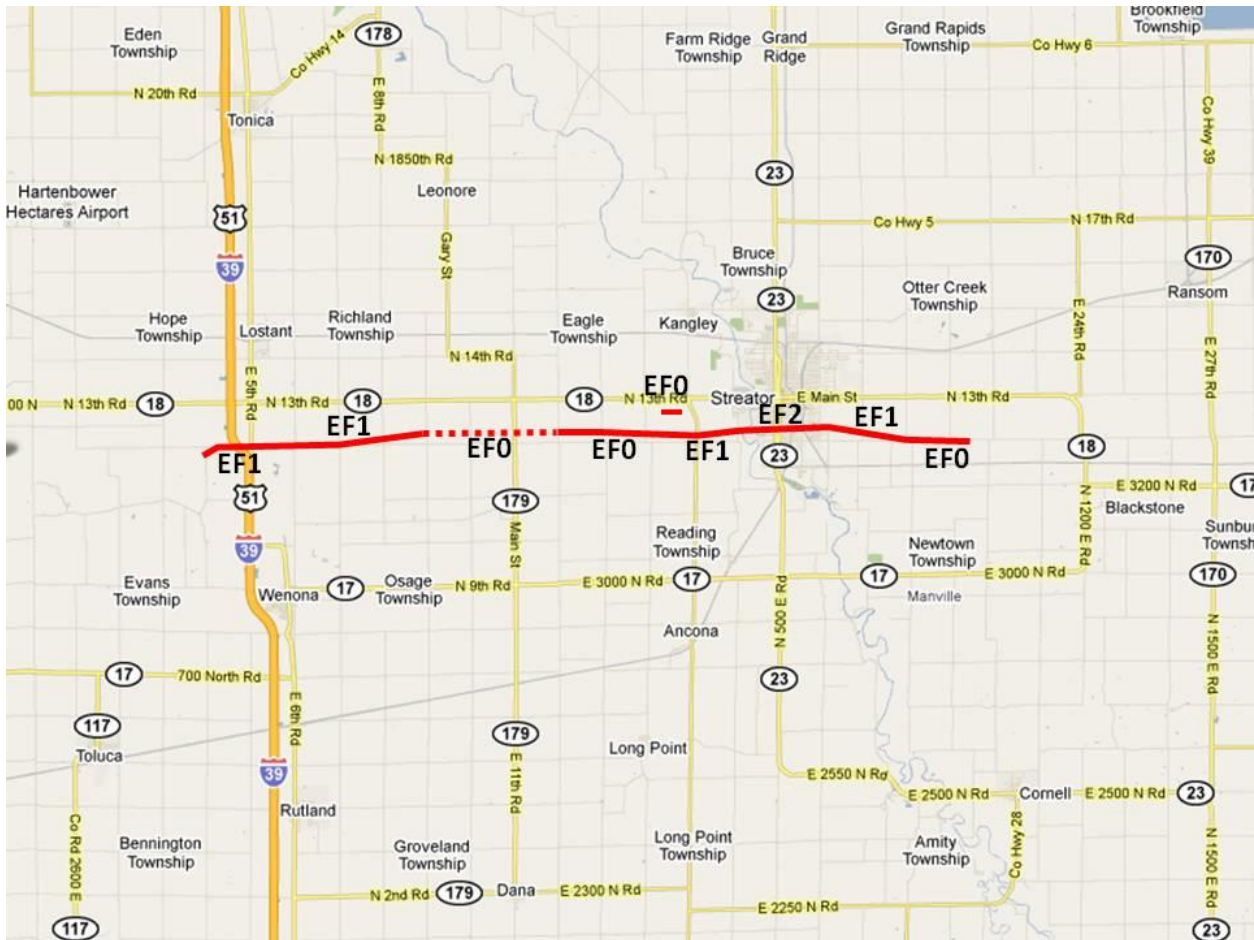 Eden
Township
Co Hwy 14
178
Farm Ridge
Township
Grand
Ridge
Grand Rapids
Township
Brookfield
Township
Co Hwy 6
N 20th Rd
Tonica
E 8th Rd
Co Hwy 39
N 1850th Rd
Leonore
23
Hartenbower
Hectares Airport
51
Gary St
Co Hwy 5
N 17th Rd
39
Bruce
Township
170
23
Otter Creek
Township
Ransom
Hope
Township
Lostant
Richland
Township
Eagle
Township
Kangley
E 24th Rd
E 27th Rd
N 14th Rd
E 5th Rd
00 N
N 13th Rd
18
N 13th Rd
18
18
N 13th Rd
EF0
Streator
E Main St
N 13th Rd
EF1
EF2
EF1
EF1
EF0
EF0
EF1
EF0
23
18
51
179
E 3200 N Rd
17
Blackstone
Main St
N 1200 E Rd
Reading
Township
Newtown
Township
Sunbu
Townsh
39
Evans
Township
Wenona
17
Osage
Township
N 9th Rd
E 3000 N Rd
17
17
E 3000 N Rd
170
Manville
N 500 E Rd
Ancona
N 1500 E Rd
17
700 North Rd
23
E 6th Rd
117
179
Toluca
Long Point
39
E 2550 N Rd
E 11th Rd
E 2500 N Rd
Cornell
E 2500 N Rd
23
Rutland
Co Rd 2600 E
Bennington
Township
Groveland
Township
Long Point
Township
Amity
Township
Co Hwy 28
N 1500 E Rd
N 2nd Rd
179
Dana
E 2300 N Rd
E 2250 N Rd
117
23